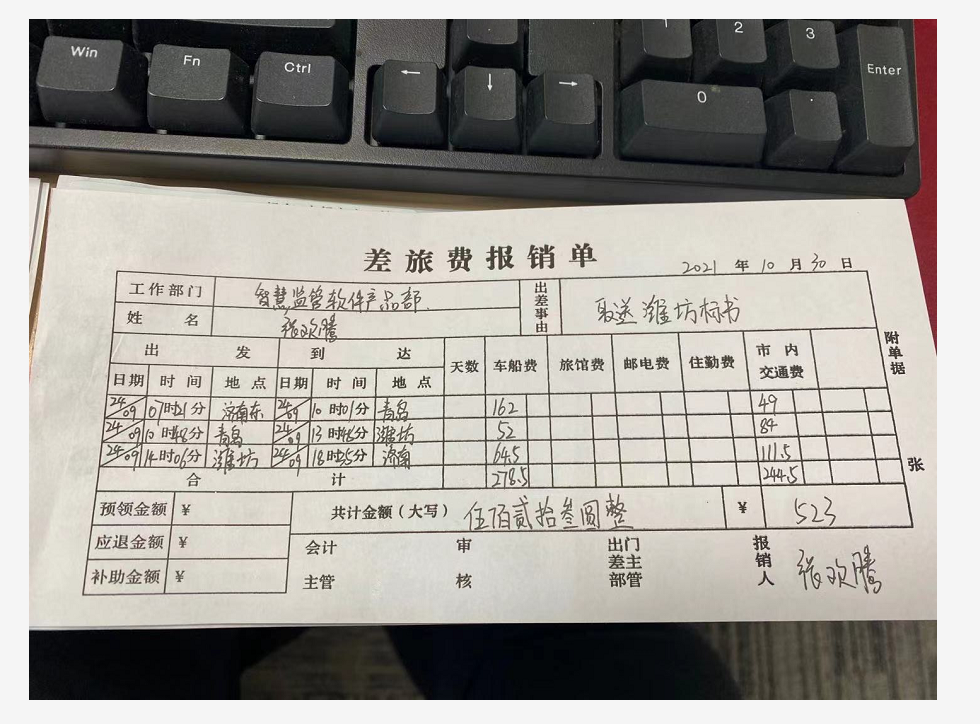 Win Fn Ctrl ← ↓ → 0 1 2 3 . Enter
差旅费报销单
2021 年 10 月 30 日
工作部门 智慧监管软件产品部 出差事由 取送潍坊标书
姓 名 张欢腾
出 发 到 达 天数 车船费 旅馆费 邮电费 住勤费 市内交通费 附单据
日期 时 间 地 点 日期 时 间 地 点
24/09 07时21分 济南东 24/09 10时01分 青岛 162 49
24/09 10时48分 青岛 24/09 13时46分 潍坊 52 84
24/09 14时06分 潍坊 24/09 18时35分 济南 64.5 111.5
合 计 278.5 244.5 张
预领金额 ¥ 共计金额(大写) 伍佰贰拾叁圆整 ¥ 523
应退金额 ¥ 会计 审 出门 报
补助金额 ¥ 主管 核 差主 部管 销人 张欢腾